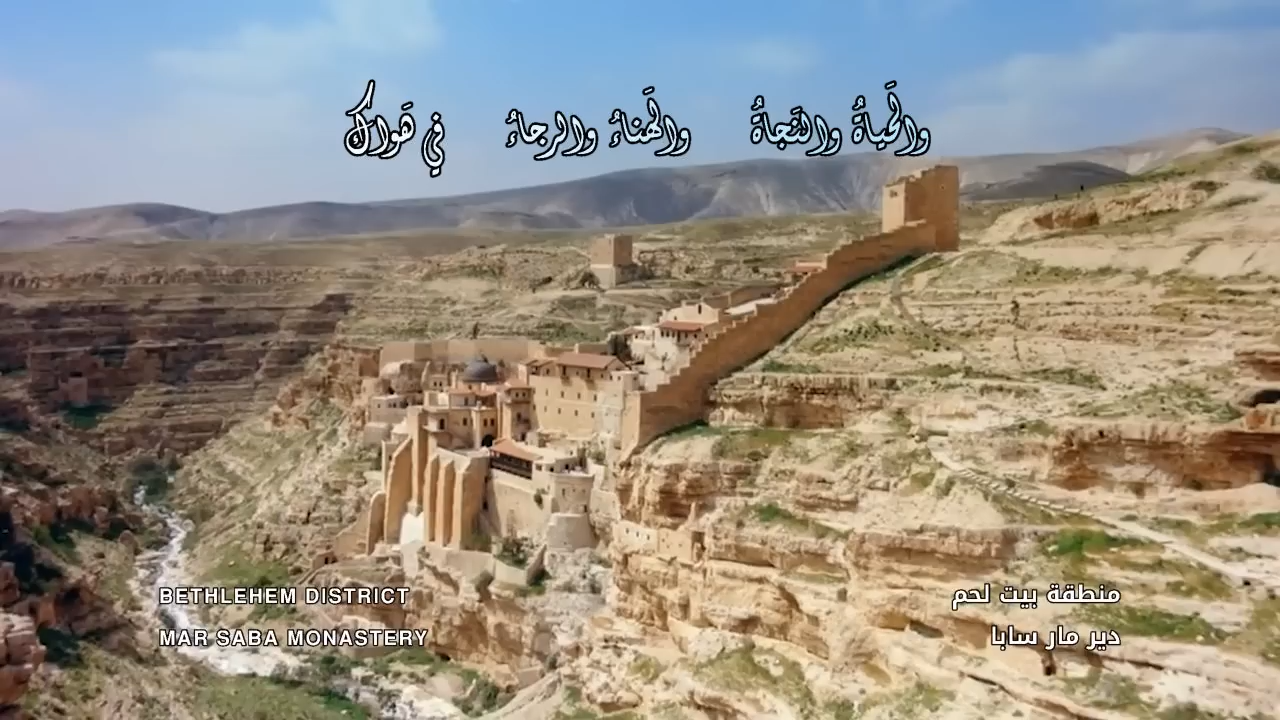 والحَياةُ والنَجاةُ والهَناءُ والرجاءُ في هَواك
BETHLEHEM DISTRICT
MAR SABA MONASTERY
منطقة بيت لحم
دير مار سابا